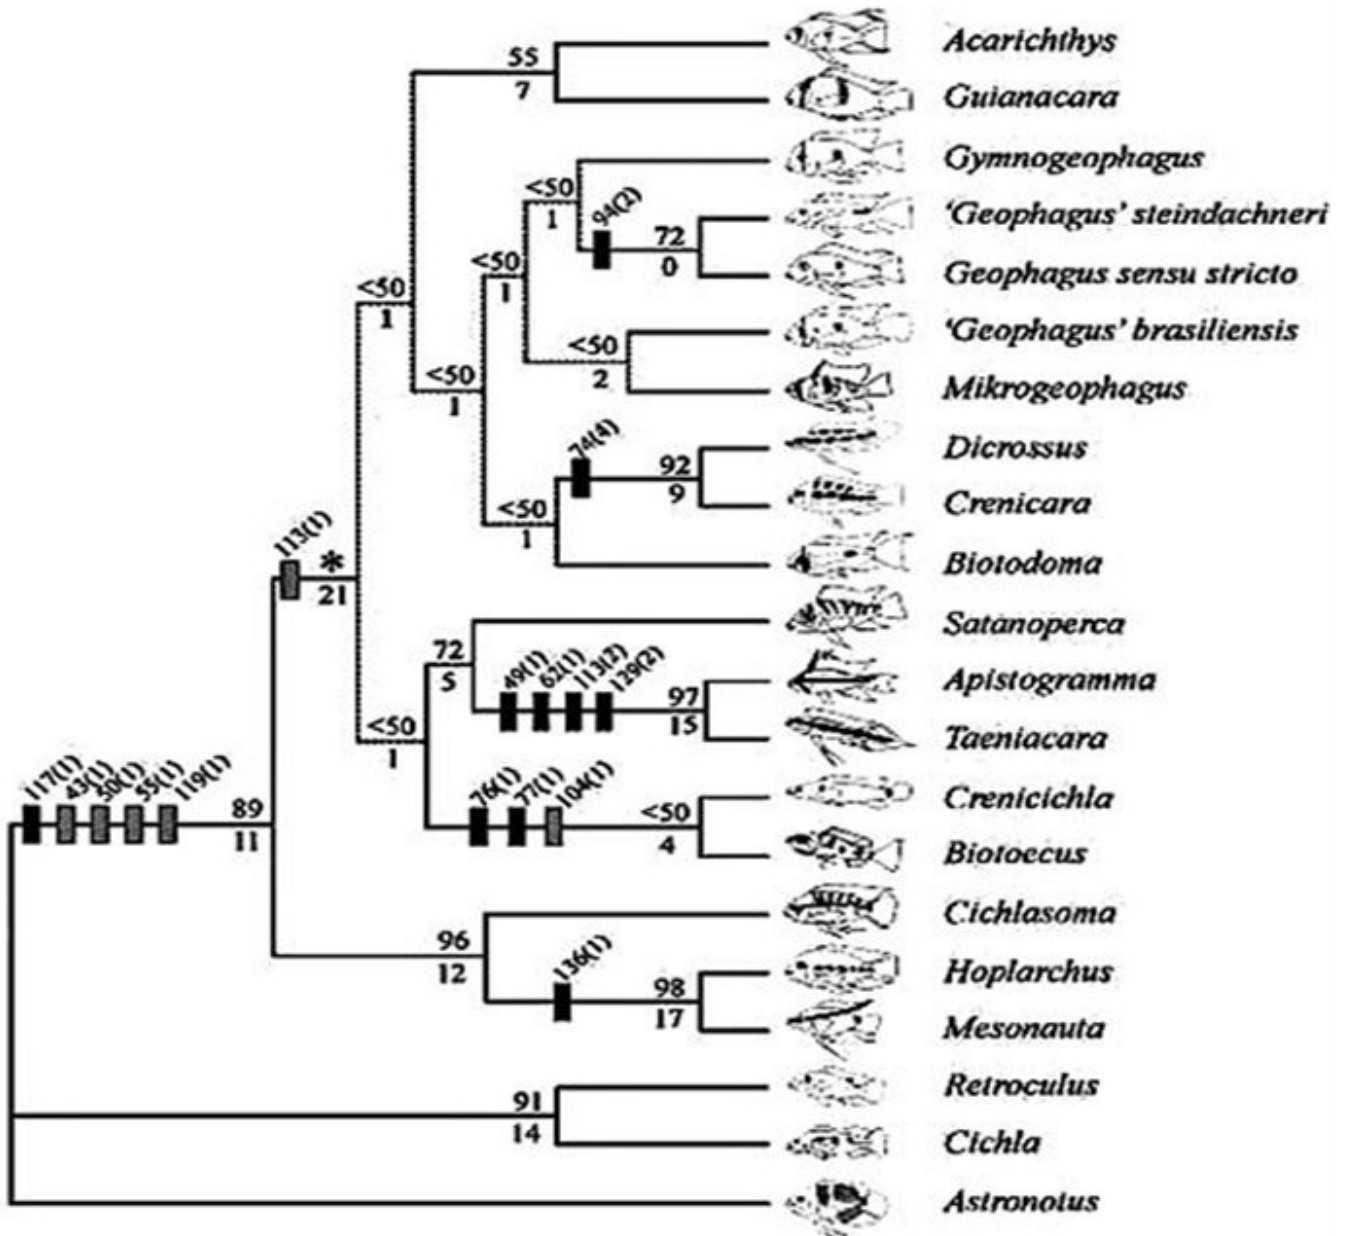 55
Acarichthys
7
Guianacara
<50
94(2)
Gymnogeophagus
1
'Geophagus' steindachneri
72
0
<50
Geophagus sensu stricto
1
<50
1
'Geophagus' brasiliensis
<50
2
<50
Mikrogeophagus
1
74(4)
Dicrossus
92
9
Crenicara
<50
1
113(1)
Biotodoma
*
21
Satanoperca
72
5
49(1)
62(1)
113(2)
129(2)
97
Apistogramma
15
Taeniacara
<50
1
76(1)
77(1)
104(1)
Crenicichla
<50
4
Biotoecus
117(1)
43(1)
50(1)
55(1)
119(1)
89
11
Cichlasoma
96
12
136(1)
98
Hoplarchus
17
Mesonauta
Retroculus
91
14
Cichla
Astronotus